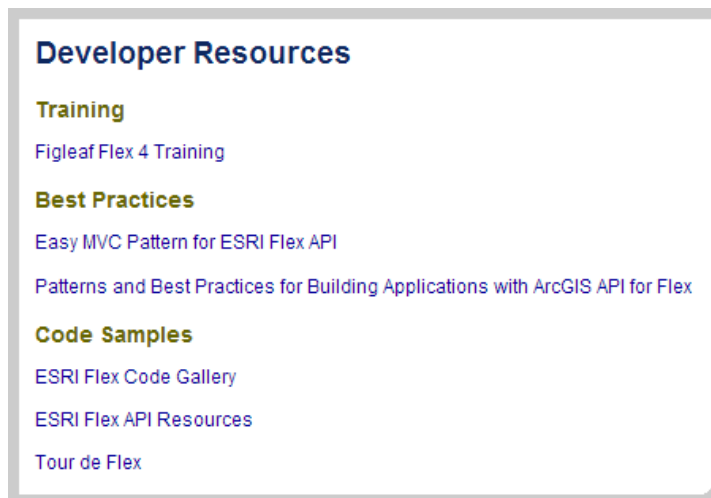 Developer Resources
Training
Figleaf Flex 4 Training
Best Practices
Easy MVC Pattern for ESRI Flex API
Patterns and Best Practices for Building Applications with ArcGIS API for Flex
Code Samples
ESRI Flex Code Gallery
ESRI Flex API Resources
Tour de Flex